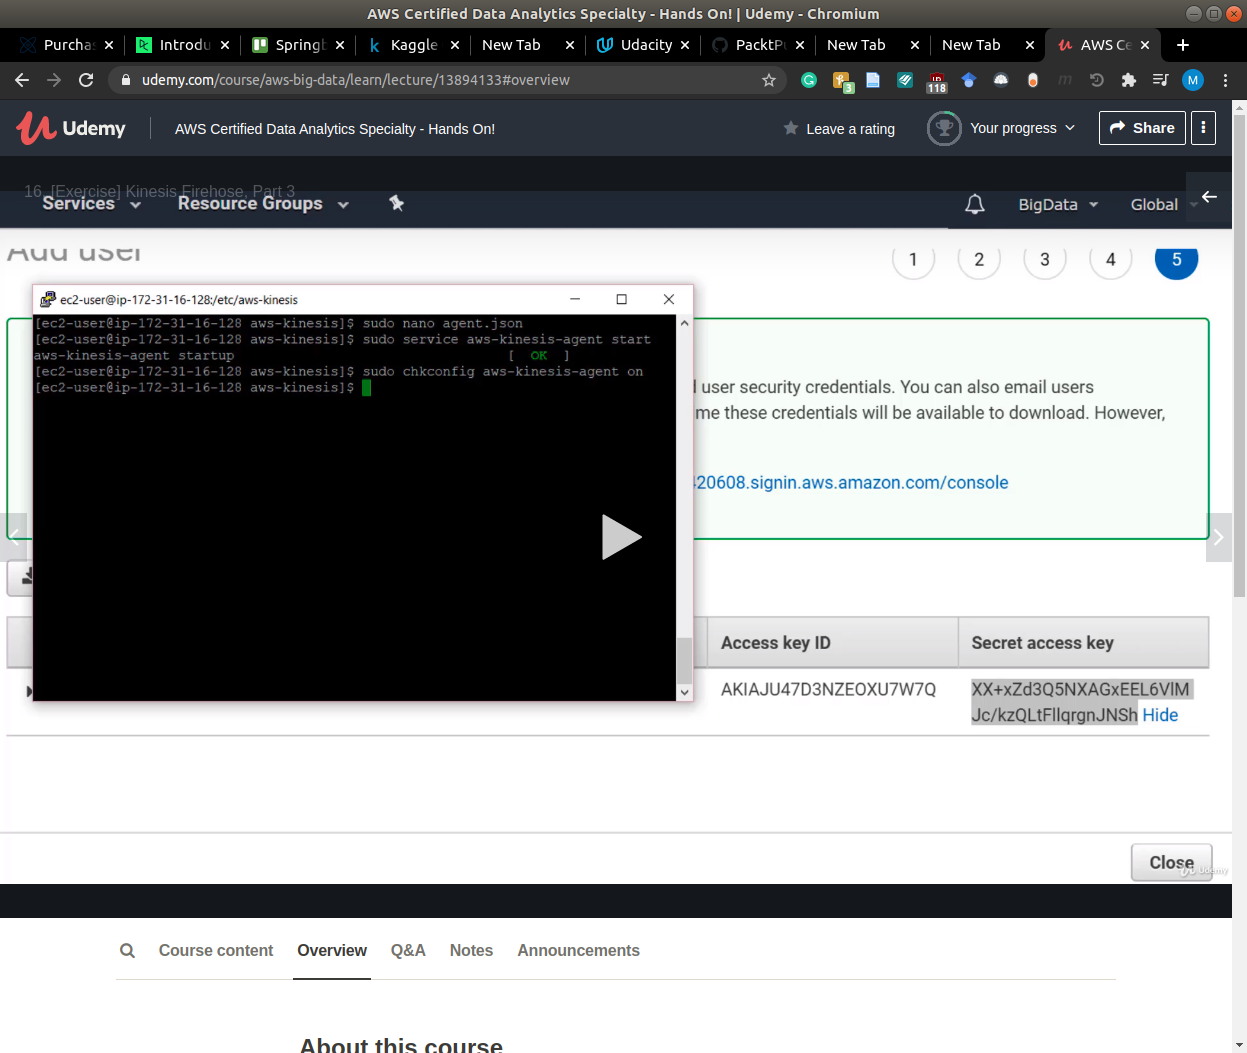 AWS Certified Data Analytics Specialty - Hands On! | Udemy - Chromium
Purchas
Introdu
Springb
Kaggle
New Tab
Udacity
PacktPu
New Tab
New Tab
AWS Ce
udemy.com/course/aws-big-data/learn/lecture/13894133#overview
3
118
M
Udemy
AWS Certified Data Analytics Specialty - Hands On!
Leave a rating
Your progress
Share
16. [Exercise] Kinesis Firehose, Part 3
Services
Resource Groups
BigData
Global
Add user
1 2 3 4 5
ec2-user@ip-172-31-16-128:/etc/aws-kinesis
[ec2-user@ip-172-31-16-128 aws-kinesis]$ sudo nano agent.json
[ec2-user@ip-172-31-16-128 aws-kinesis]$ sudo service aws-kinesis-agent start
aws-kinesis-agent startup [ OK ]
[ec2-user@ip-172-31-16-128 aws-kinesis]$ sudo chkconfig aws-kinesis-agent on
[ec2-user@ip-172-31-16-128 aws-kinesis]$
user security credentials. You can also email users
me these credentials will be available to download. However,
420608.signin.aws.amazon.com/console
Access key ID
Secret access key
AKIAJU47D3NZEOXU7W7Q
XX+xZd3Q5NXAGxEEL6VlM
Jc/kzQLtFllqrgnJNSh Hide
Close
Udemy
Course content
Overview
Q&A
Notes
Announcements
About this course